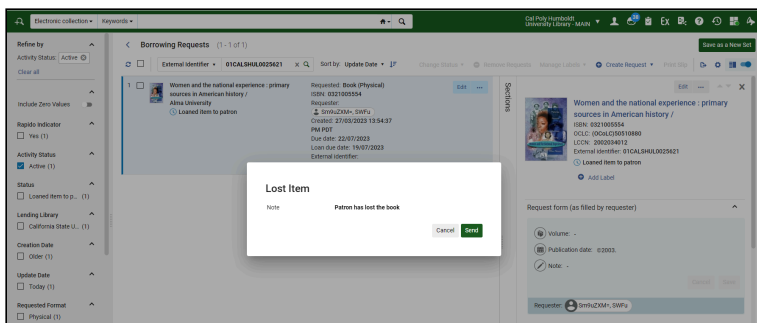 Electronic collection
Keywords
Cal Poly Humboldt
University Library - MAIN
38
Ex
Refine by
Activity Status: Active
Clear all
Include Zero Values
Rapido Indicator
Yes (1)
Activity Status
Active (1)
Status
Loaned item to p... (1)
Lending Library
California State U... (1)
Creation Date
Older (1)
Update Date
Today (1)
Requested Format
Physical (1)
Borrowing Requests (1 - 1 of 1)
Save as a New Set
External identifier
01CALSHUL0025621
Sort by: Update Date
Change Status
Remove Requests
Manage Labels
Create Request
Print Slip
1
Women and the national experience : primary
sources in American history /
Alma University
Loaned item to patron
Requested: Book (Physical)
ISBN: 0321005554
Requester:
Sm9uZXM=, SWFu
Created: 27/03/2023 13:54:37
PM PDT
Due date: 22/07/2023
Loan due date: 19/07/2023
External identifier:
Edit
Sections
Lost Item
Note
Patron has lost the book
Cancel
Send
Edit
Women and the national experience : primary
sources in American history /
ISBN: 0321005554
OCLC: (OCoLC)50510880
LCCN: 2002034012
External identifier: 01CALSHUL0025621
Loaned item to patron
Add Label
Request form (as filled by requester)
Volume: -
Publication date: ©2003.
Note: -
Save
Requester: Sm9uZXM=, SWFu